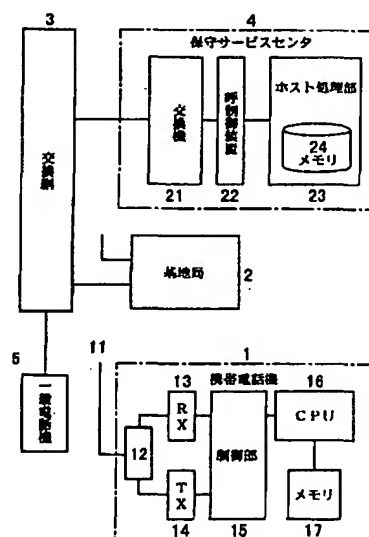 3
4
保守サービスセンタ
交換機
交換機
呼制御装置
ホスト処理部
24
メモリ
21
22
23
基地局
2
5
一般電話機
11
1
携帯電話機
13
16
12
RX
TX
制御部
CPU
メモリ
14
15
17